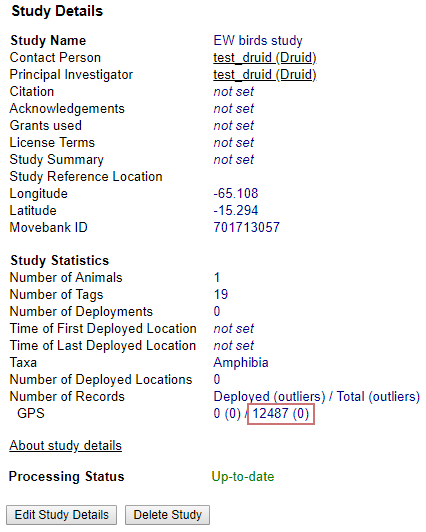 Study Details
Study Name EW birds study
Contact Person test_druid (Druid)
Principal Investigator test_druid (Druid)
Citation not set
Acknowledgements not set
Grants used not set
License Terms not set
Study Summary not set
Study Reference Location
Longitude -65.108
Latitude -15.294
Movebank ID 701713057
Study Statistics
Number of Animals 1
Number of Tags 19
Number of Deployments 0
Time of First Deployed Location not set
Time of Last Deployed Location not set
Taxa Amphibia
Number of Deployed Locations 0
Number of Records Deployed (outliers) / Total (outliers)
GPS 0 (0) / 12487 (0)
About study details
Processing Status Up-to-date
Edit Study Details Delete Study